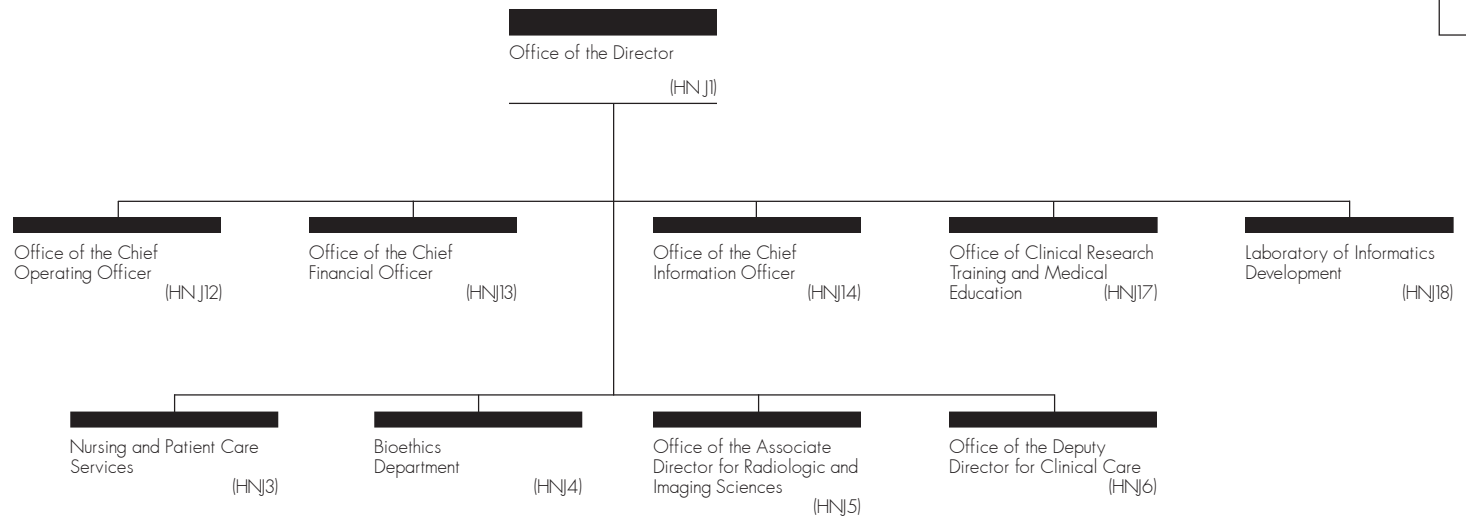 Office of the Director
(HN J1)
Office of the Chief
Operating Officer
(HN J12)
Office of the Chief
Financial Officer
(HNJ13)
Office of the Chief
Information Officer
(HNJ14)
Office of Clinical Research
Training and Medical
Education (HNJ17)
Laboratory of Informatics
Development
(HNJ18)
Nursing and Patient Care
Services
(HNJ3)
Bioethics
Department
(HNJ4)
Office of the Associate
Director for Radiologic and
Imaging Sciences
(HNJ5)
Office of the Deputy
Director for Clinical Care
(HNJ6)